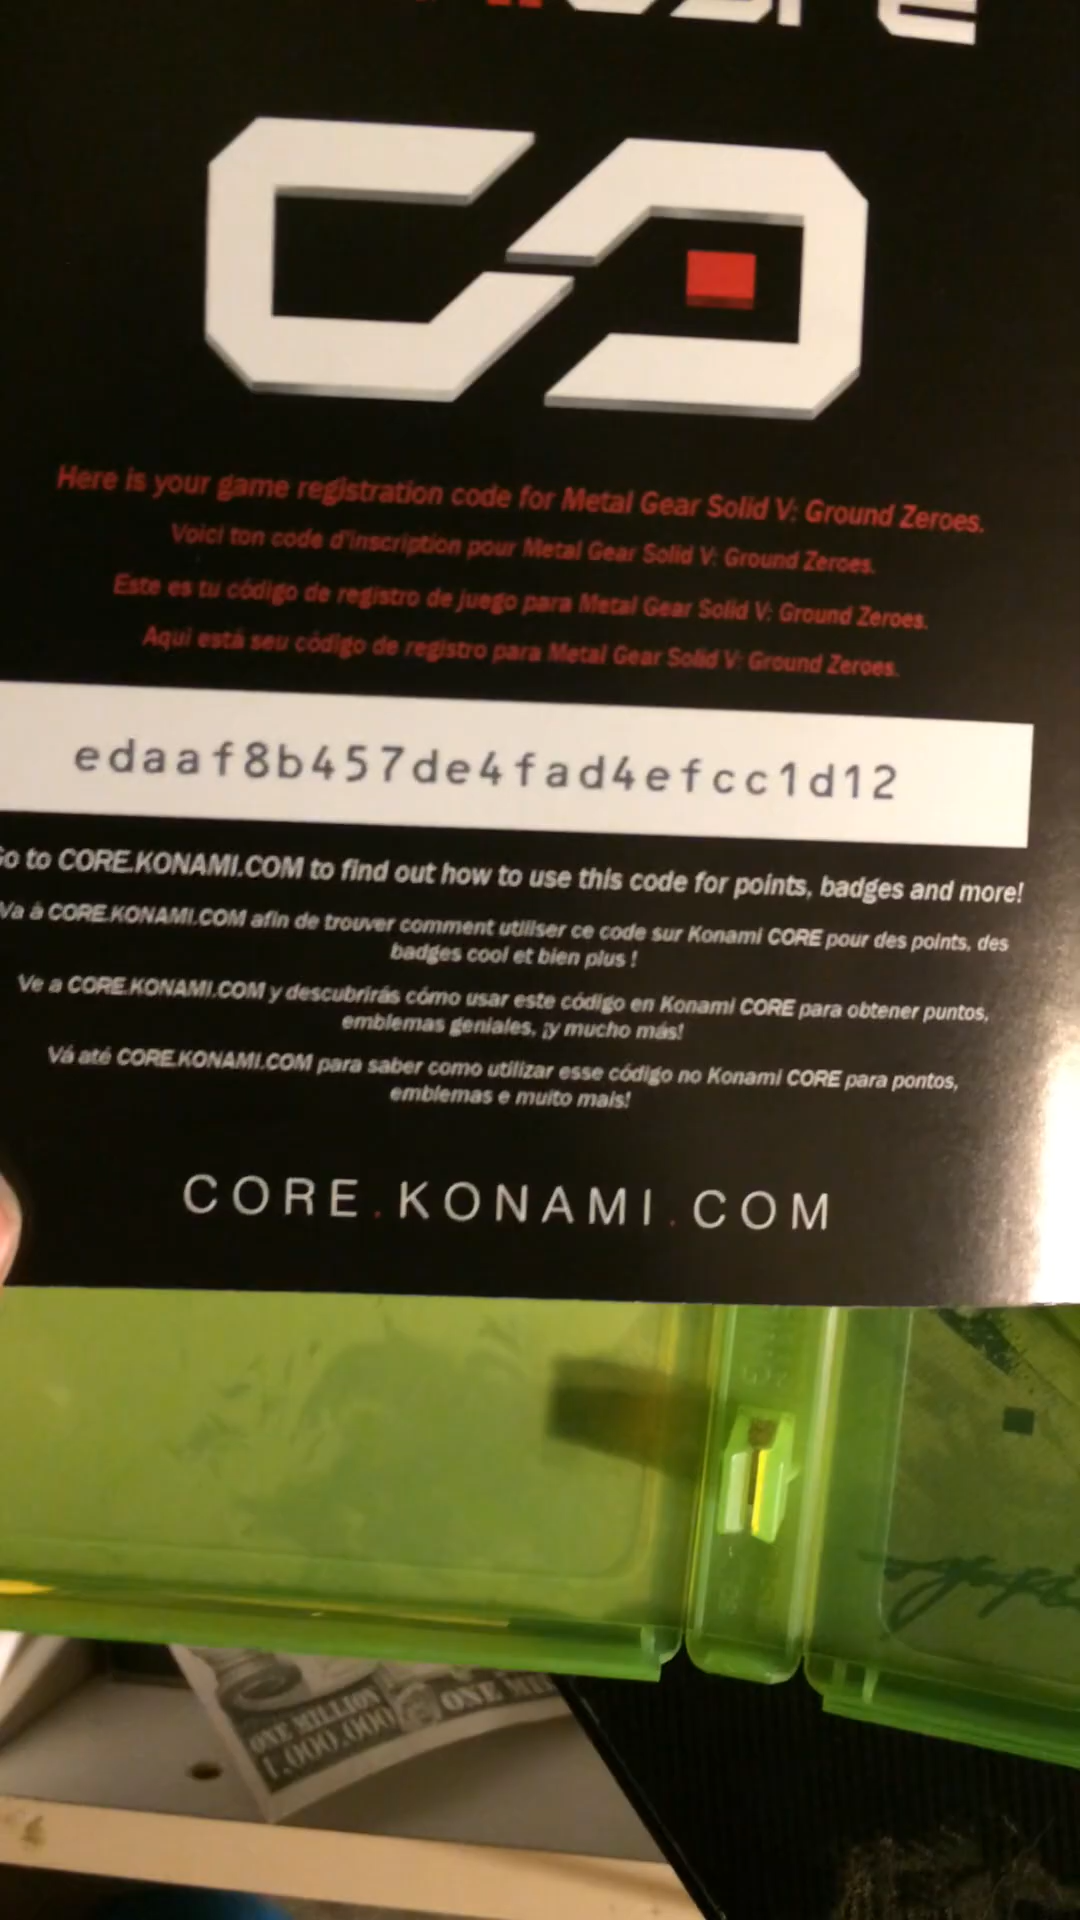 Here is your game registration code for Metal Gear Solid V: Ground Zeroes.
Voici ton code d'inscription pour Metal Gear Solid V: Ground Zeroes.
Este es tu código de registro de juego para Metal Gear Solid V: Ground Zeroes.
Aqui está seu código de registro para Metal Gear Solid V: Ground Zeroes.
edaaf8b457de4fad4efcc1d12
Go to CORE.KONAMI.COM to find out how to use this code for points, badges and more!
Va à CORE.KONAMI.COM afin de trouver comment utiliser ce code sur Konami CORE pour des points, des
badges cool et bien plus !
Ve a CORE.KONAMI.COM y descubrirás cómo usar este código en Konami CORE para obtener puntos,
emblemas geniales, ¡y mucho más!
Vá até CORE.KONAMI.COM para saber como utilizar esse código no Konami CORE para pontos,
emblemas e muito mais!
CORE.KONAMI.COM
ONE MILLION
1,000,000
ONE